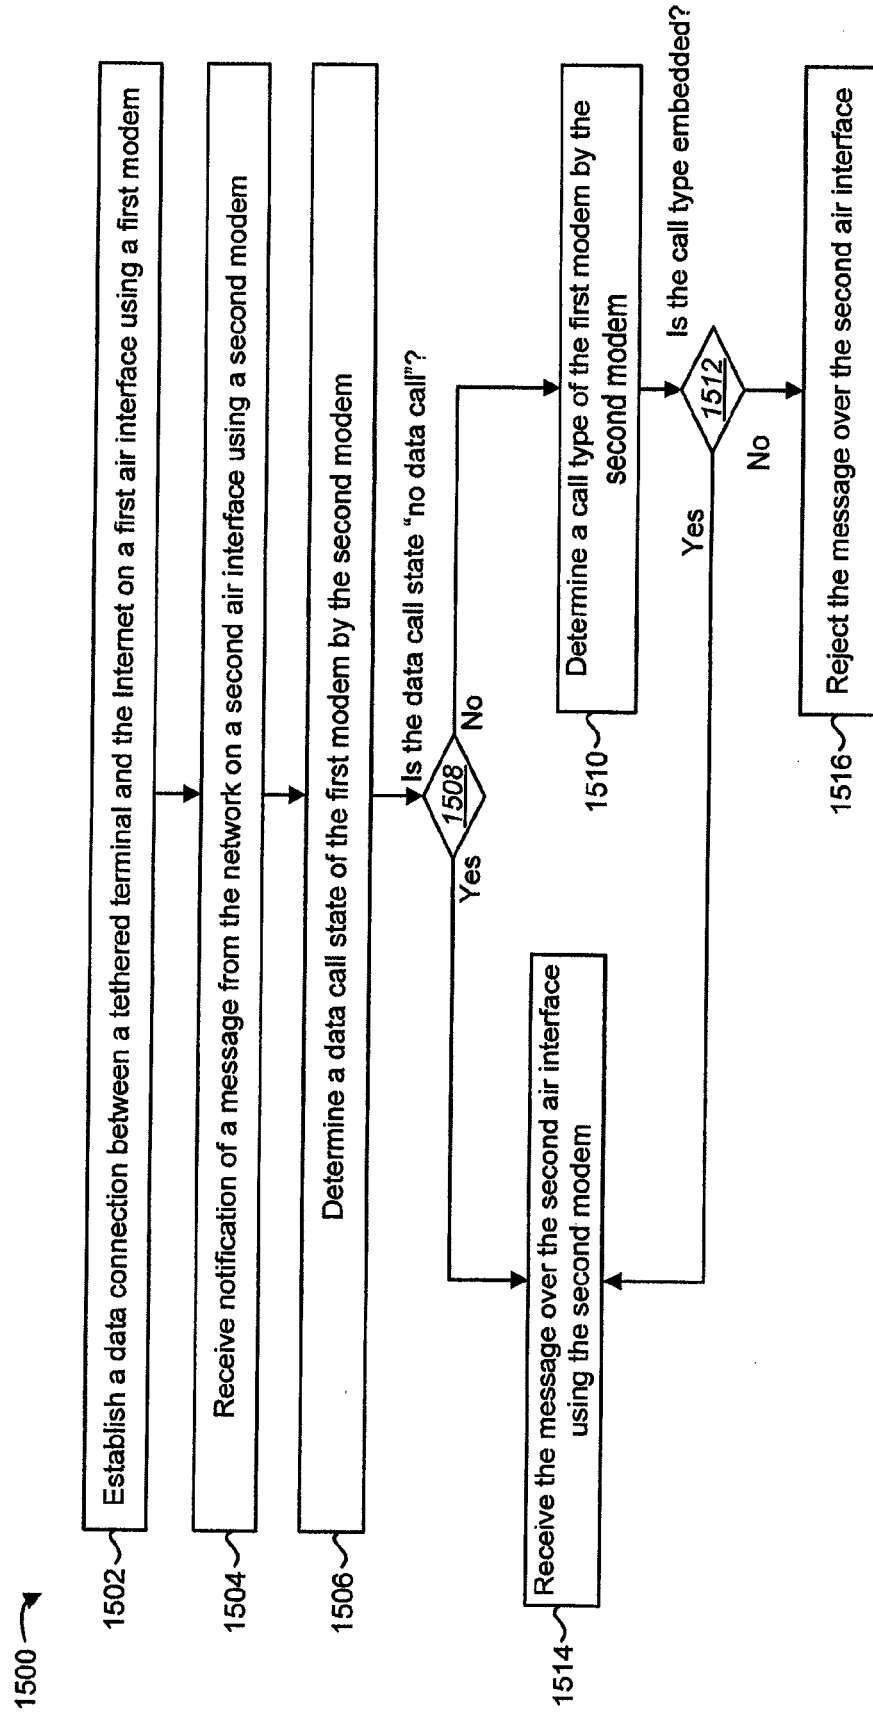 1500
1502
Establish a data connection between a tethered terminal and the Internet on a first air interface using a first modem
1504
Receive notification of a message from the network on a second air interface using a second modem
1506
Determine a data call state of the first modem by the second modem
Is the data call state “no data call”?
1508
Yes
No
1510
Determine a call type of the first modem by the
second modem
Is the call type embedded?
1512
Yes
No
1514
Receive the message over the second air interface
using the second modem
1516
Reject the message over the second air interface